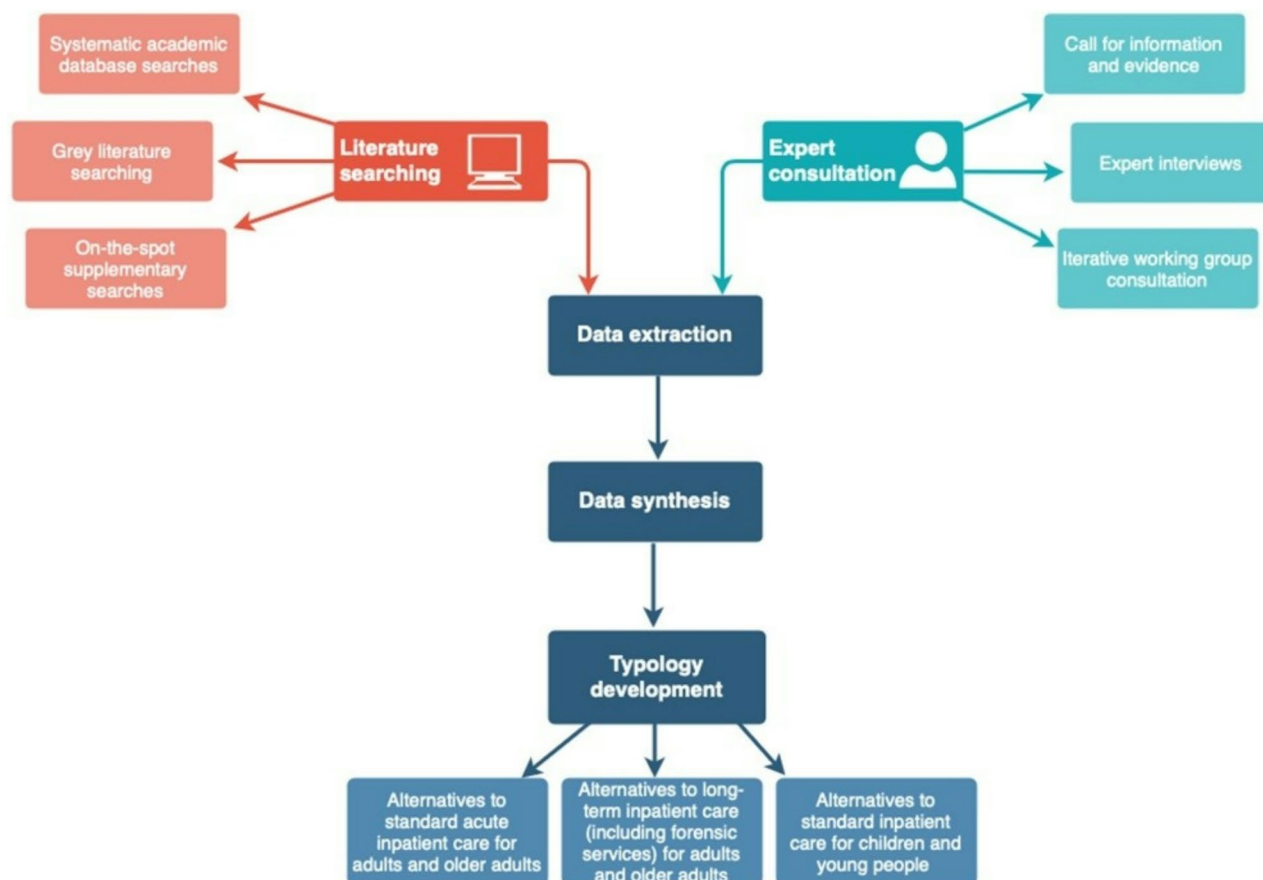 Systematic academic
database searches
Grey literature
searching
On-the-spot
supplementary
searches
Literature
searching
Expert
consultation
Call for information
and evidence
Expert interviews
Iterative working group
consultation
Data extraction
Data synthesis
Typology
development
Alternatives to
standard acute
inpatient care for
adults and older adults
Alternatives to long-
term inpatient care
(including forensic
services) for adults
and older adults
Alternatives to
standard inpatient
care for children and
young people